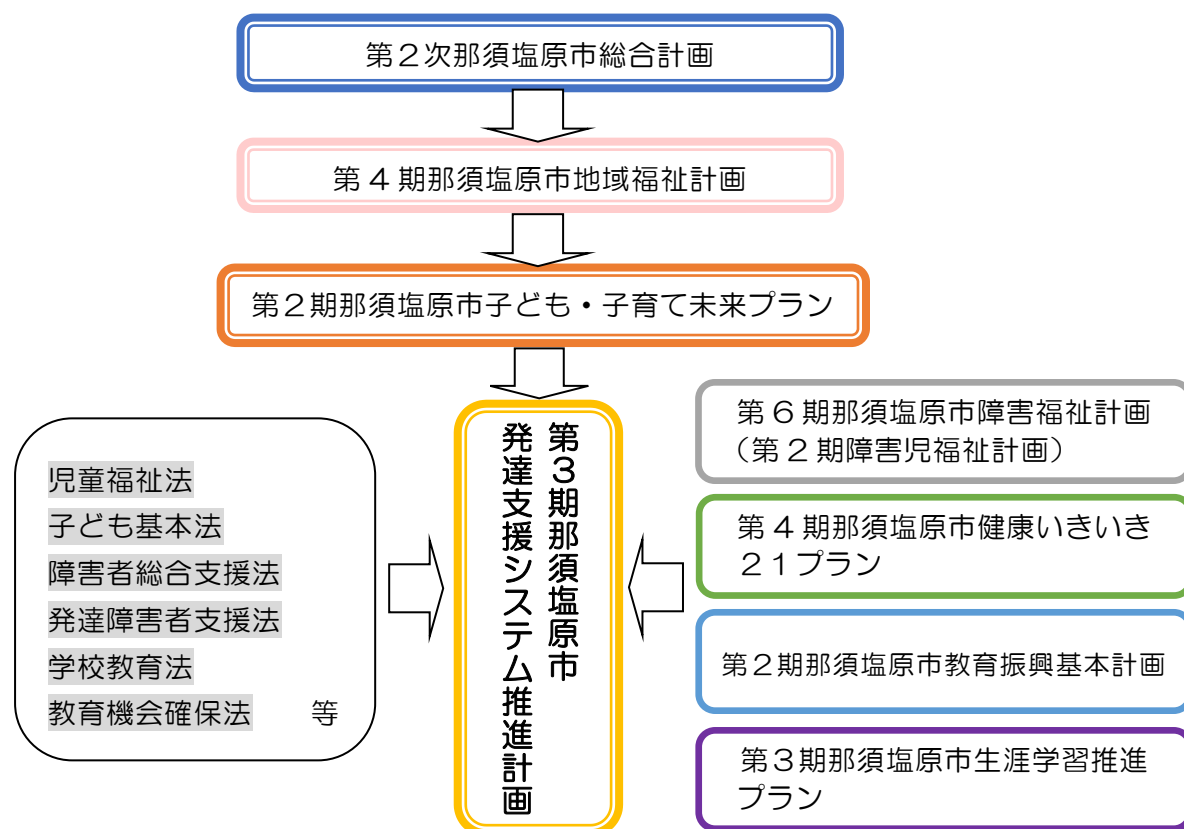 第２次那須塩原市総合計画
第４期那須塩原市地域福祉計画
第２期那須塩原市子ども・子育て未来プラン
児童福祉法
子ども基本法
障害者総合支援法
発達障害者支援法
学校教育法
教育機会確保法　　等
第３期那須塩原市
発達支援システム推進計画
第６期那須塩原市障害福祉計画
（第２期障害児福祉計画）
第４期那須塩原市健康いきいき
２１プラン
第２期那須塩原市教育振興基本計画
第３期那須塩原市生涯学習推進
プラン